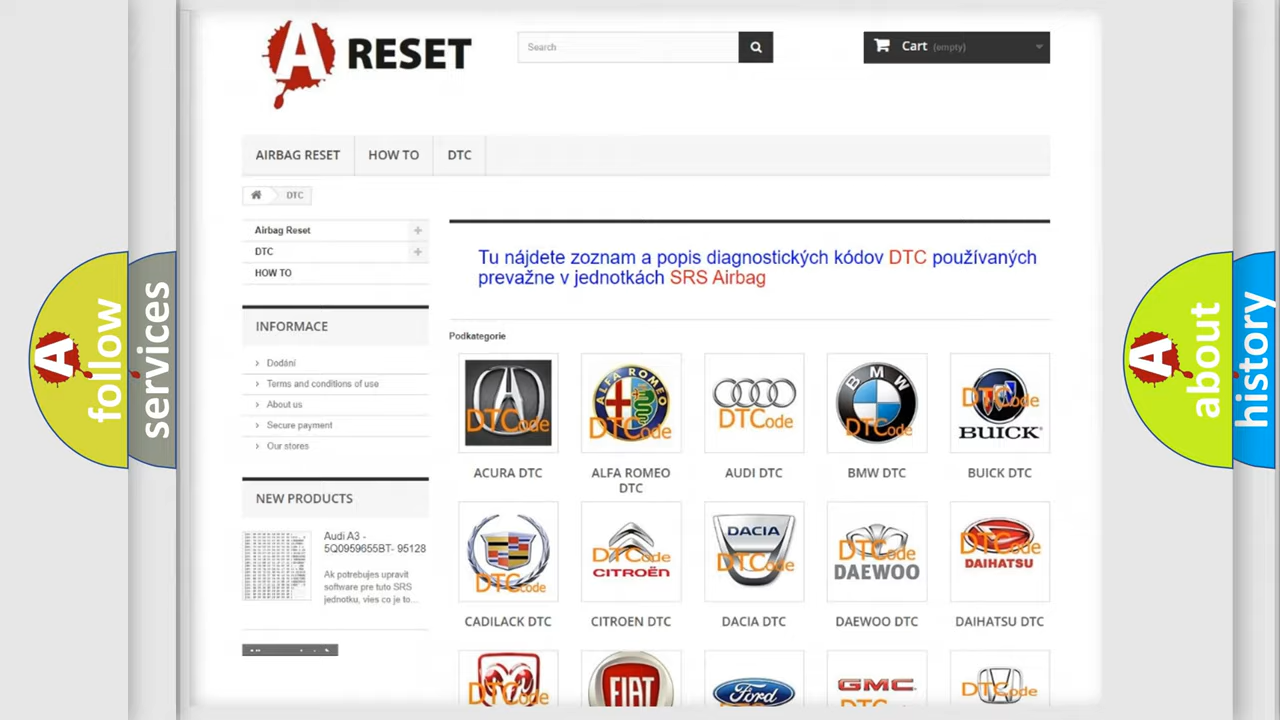 A RESET
Search
Cart (empty)
AIRBAG RESET
HOW TO
DTC
DTC
Airbag Reset
DTC
HOW TO
INFORMACE
Dodání
Terms and conditions of use
About us
Secure payment
Our stores
NEW PRODUCTS
Audi A3 -
5Q0959655BT- 95128
Ak potrebujes upravit
software pre tuto SRS
jednotku, vies co je to...
Tu nájdete zoznam a popis diagnostických kódov DTC používaných
prevažne v jednotkách SRS Airbag
Podkategorie
DTCode
ALFA ROMEO
DTCode
DTCode
BMW
DTCode
DTCode
BUICK
ACURA DTC
ALFA ROMEO
DTC
AUDI DTC
BMW DTC
BUICK DTC
DTCode
DTCode
CITROËN
DACIA
DTCode
DTCode
DAEWOO
DTCode
DAIHATSU
CADILACK DTC
CITROEN DTC
DACIA DTC
DAEWOO DTC
DAIHATSU DTC
DTCode
FIAT
Ford
GMC
DTCode
A follow
services
A about
history